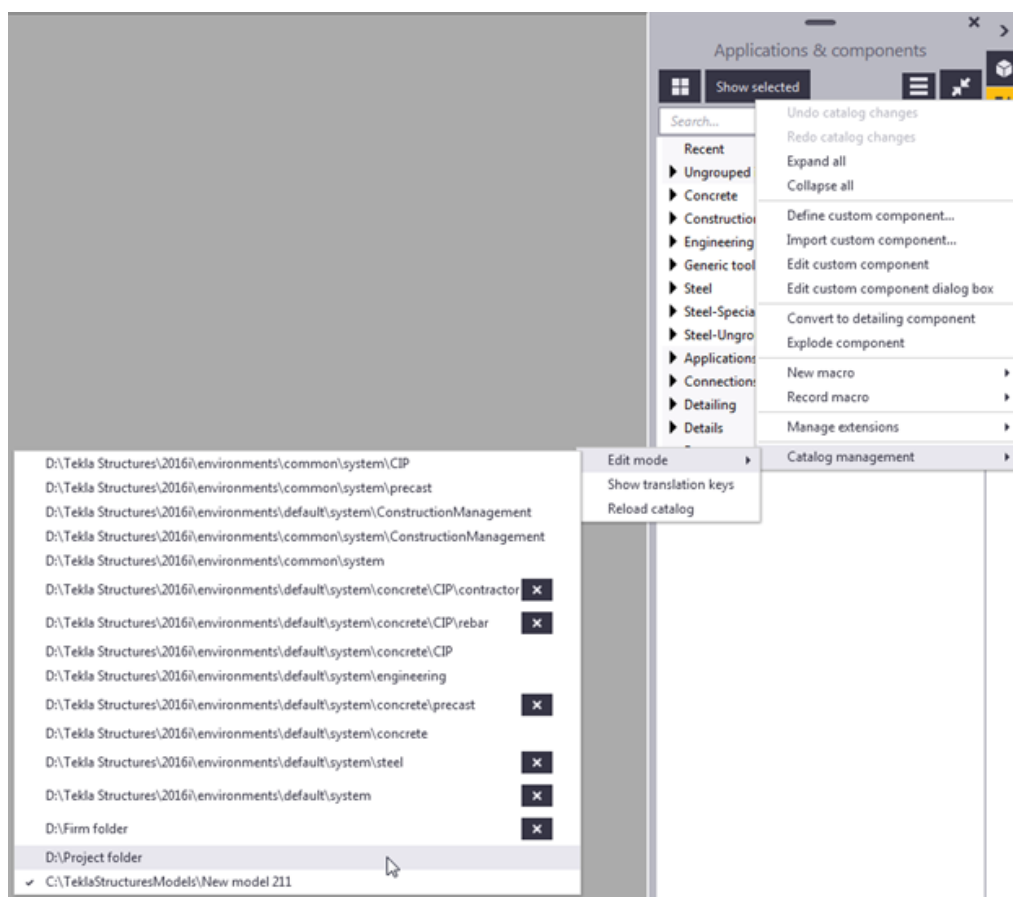 Applications & components
Show selected
Search...
Recent
Ungrouped
Concrete
Construction
Engineering
Generic tool
Steel
Steel-Specia
Steel-Ungro
Applications
Connections
Detailing
Details
Undo catalog changes
Redo catalog changes
Expand all
Collapse all
Define custom component...
Import custom component...
Edit custom component
Edit custom component dialog box
Convert to detailing component
Explode component
New macro
Record macro
Manage extensions
Catalog management
Edit mode
Show translation keys
Reload catalog
D:\Tekla Structures\2016i\environments\common\system\CIP
D:\Tekla Structures\2016i\environments\common\system\precast
D:\Tekla Structures\2016i\environments\default\system\ConstructionManagement
D:\Tekla Structures\2016i\environments\common\system\ConstructionManagement
D:\Tekla Structures\2016i\environments\common\system
D:\Tekla Structures\2016i\environments\default\system\concrete\CIP\contractor
D:\Tekla Structures\2016i\environments\default\system\concrete\CIP\rebar
D:\Tekla Structures\2016i\environments\default\system\concrete\CIP
D:\Tekla Structures\2016i\environments\default\system\engineering
D:\Tekla Structures\2016i\environments\default\system\concrete\precast
D:\Tekla Structures\2016i\environments\default\system\concrete
D:\Tekla Structures\2016i\environments\default\system\steel
D:\Tekla Structures\2016i\environments\default\system
D:\Firm folder
D:\Project folder
C:\TeklaStructuresModels\New model 211